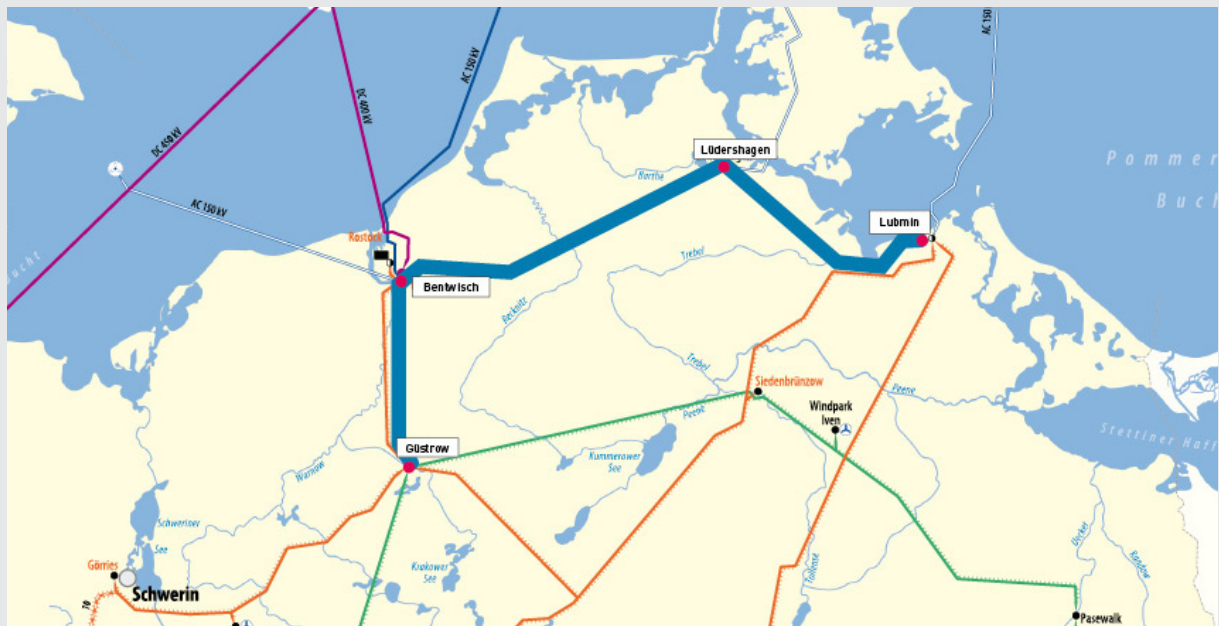 AC 150 kV
AC 150
DC 450 kV
DC 400 kV
Lüdershagen
Pommer
Buch
Barthe
AC 150 kV
Lubmin
Rostock
Trebel
ucht
Bentwisch
Recknitz
Trebel
Siedenbrünzow
Peene
Peene
Windpark
Iven
Stettiner Haff
Güstrow
Kummerower
See
Warnow
Schweriner
See
Krakower
See
Tollense
Uecker
Randow
Görries
Schwerin
Pasewalk